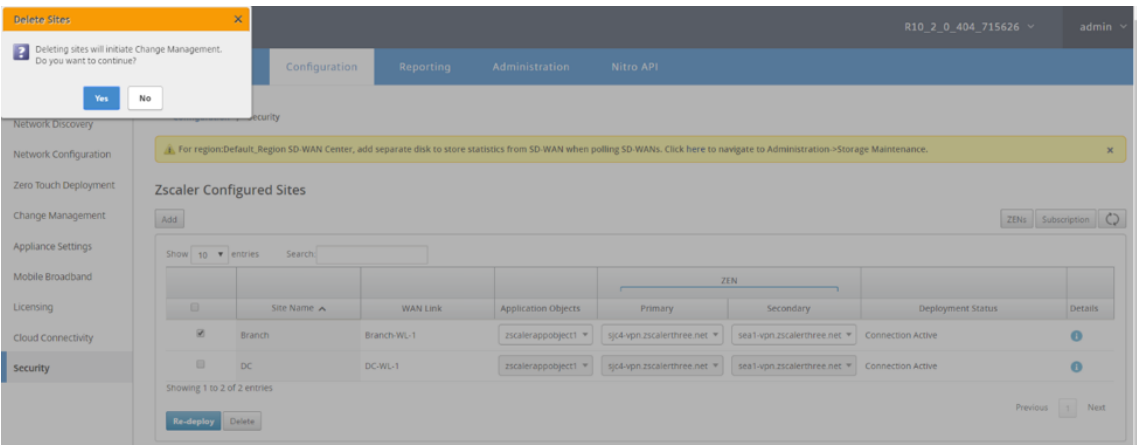 Delete Sites
Deleting sites will initiate Change Management.
Do you want to continue?
Yes No
R10_2_0_404_715626 admin
Configuration Reporting Administration Nitro API
Network Discovery
Network Configuration
Zero Touch Deployment
Change Management
Appliance Settings
Mobile Broadband
Licensing
Cloud Connectivity
Security
For region:Default_Region SD-WAN Center, add separate disk to store statistics from SD-WAN when polling SD-WANs. Click here to navigate to Administration->Storage Maintenance.
Zscaler Configured Sites
Add ZENs Subscription
Show 10 entries Search:
ZEN
Site Name WAN Link Application Objects Primary Secondary Deployment Status Details
Branch Branch-WL-1 zscalerappobject1 sjc4-vpn.zscalerthree.net sea1-vpn.zscalerthree.net Connection Active
DC DC-WL-1 zscalerappobject1 sjc4-vpn.zscalerthree.net sea1-vpn.zscalerthree.net Connection Active
Showing 1 to 2 of 2 entries
Previous 1 Next
Re-deploy Delete